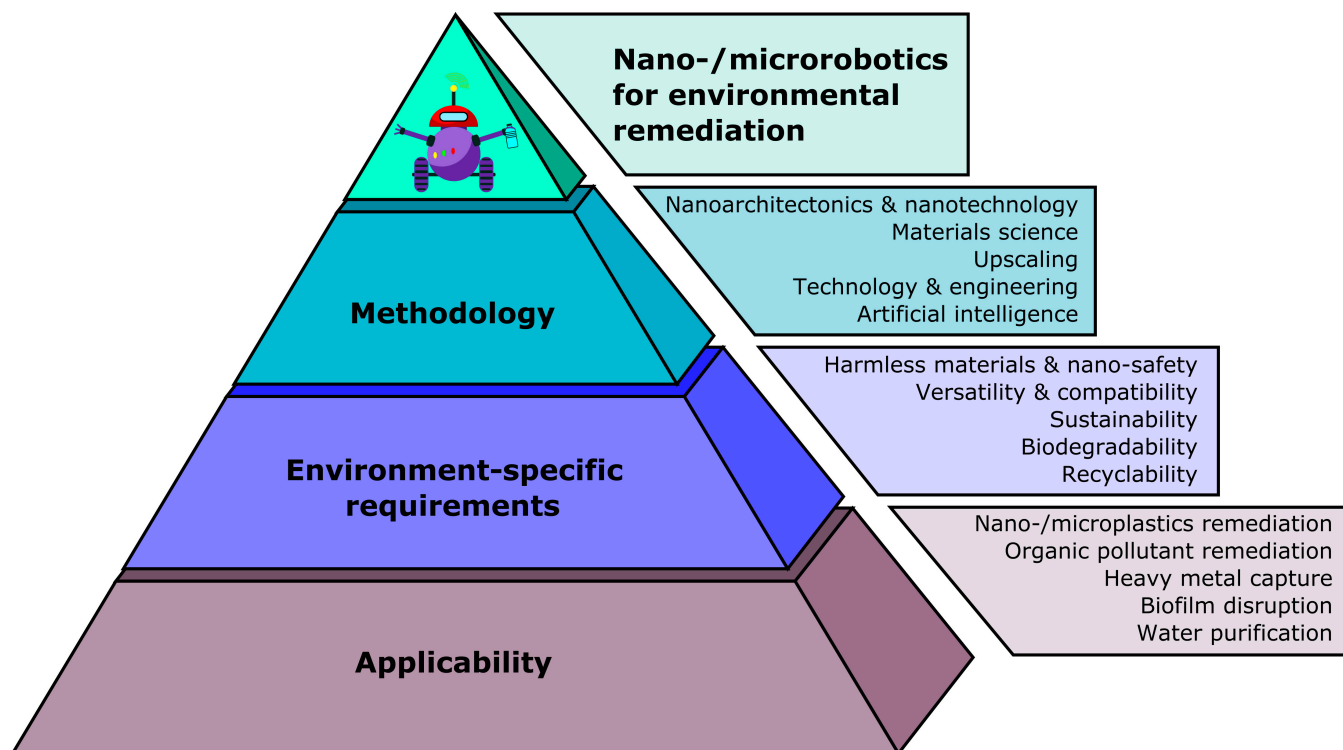 Nano-/microrobotics
for environmental
remediation
Nanoarchitectonics & nanotechnology
Materials science
Upscaling
Technology & engineering
Artificial intelligence
Methodology
Harmless materials & nano-safety
Versatility & compatibility
Sustainability
Biodegradability
Recyclability
Environment-specific
requirements
Nano-/microplastics remediation
Organic pollutant remediation
Heavy metal capture
Biofilm disruption
Water purification
Applicability